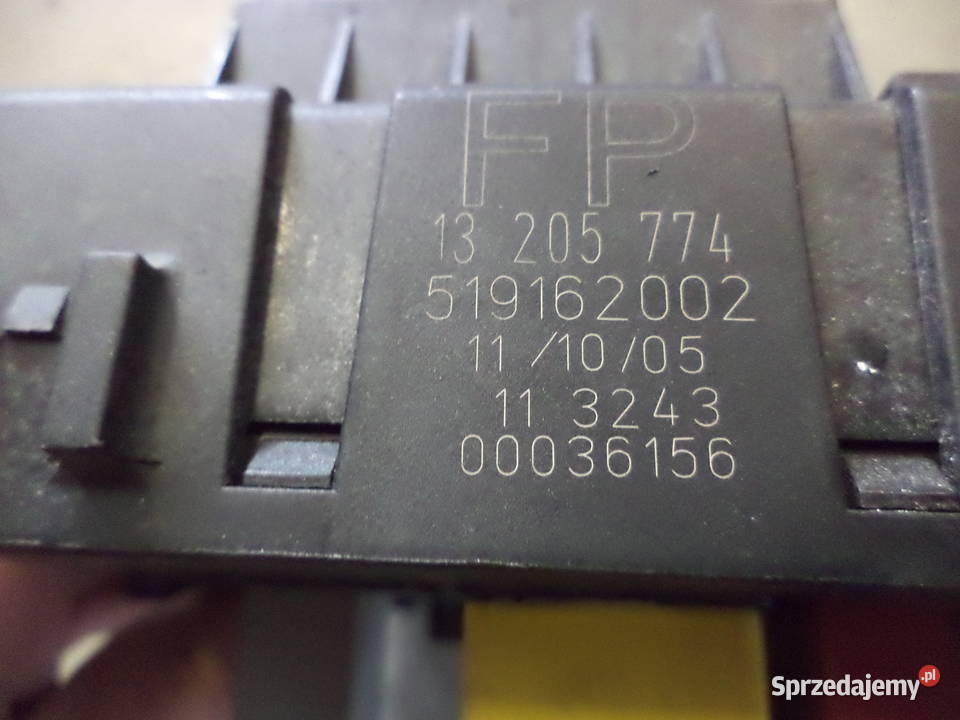 FP
13 205 774
519162002
11/10/05
11 3243
00036156
Sprzedajemy.pl